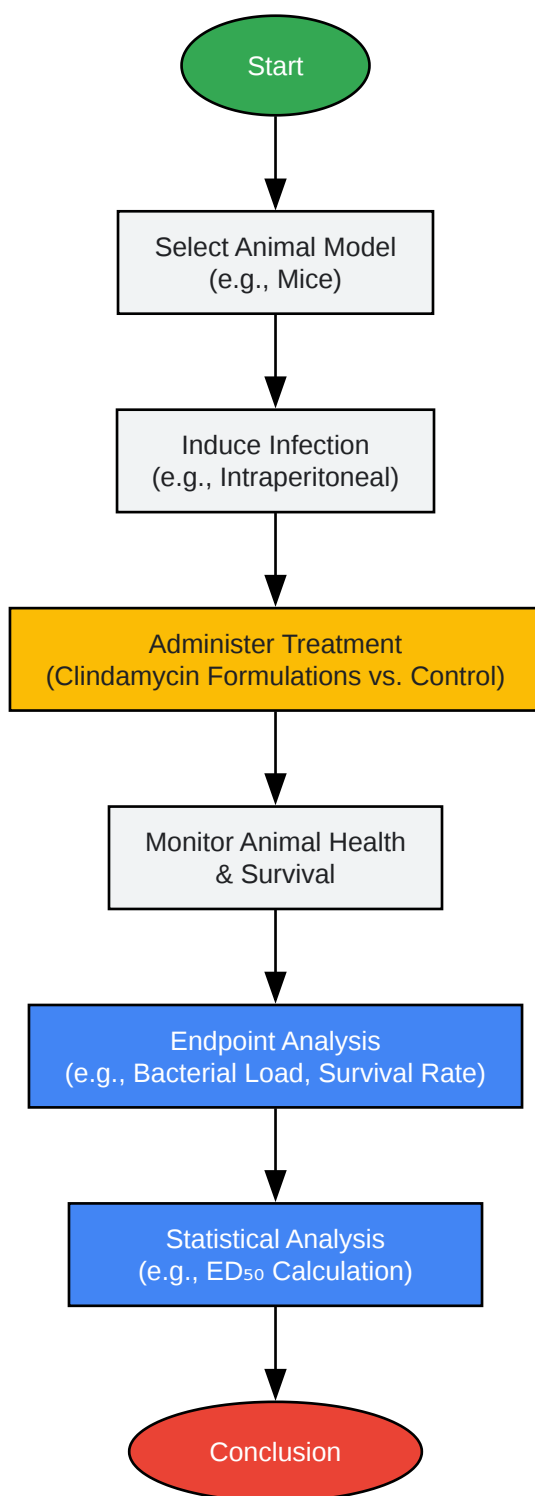 Start
Select Animal Model
(e.g., Mice)
Induce Infection
(e.g., Intraperitoneal)
Administer Treatment
(Clindamycin Formulations vs. Control)
Monitor Animal Health
& Survival
Endpoint Analysis
(e.g., Bacterial Load, Survival Rate)
Statistical Analysis
(e.g., ED₅₀ Calculation)
Conclusion